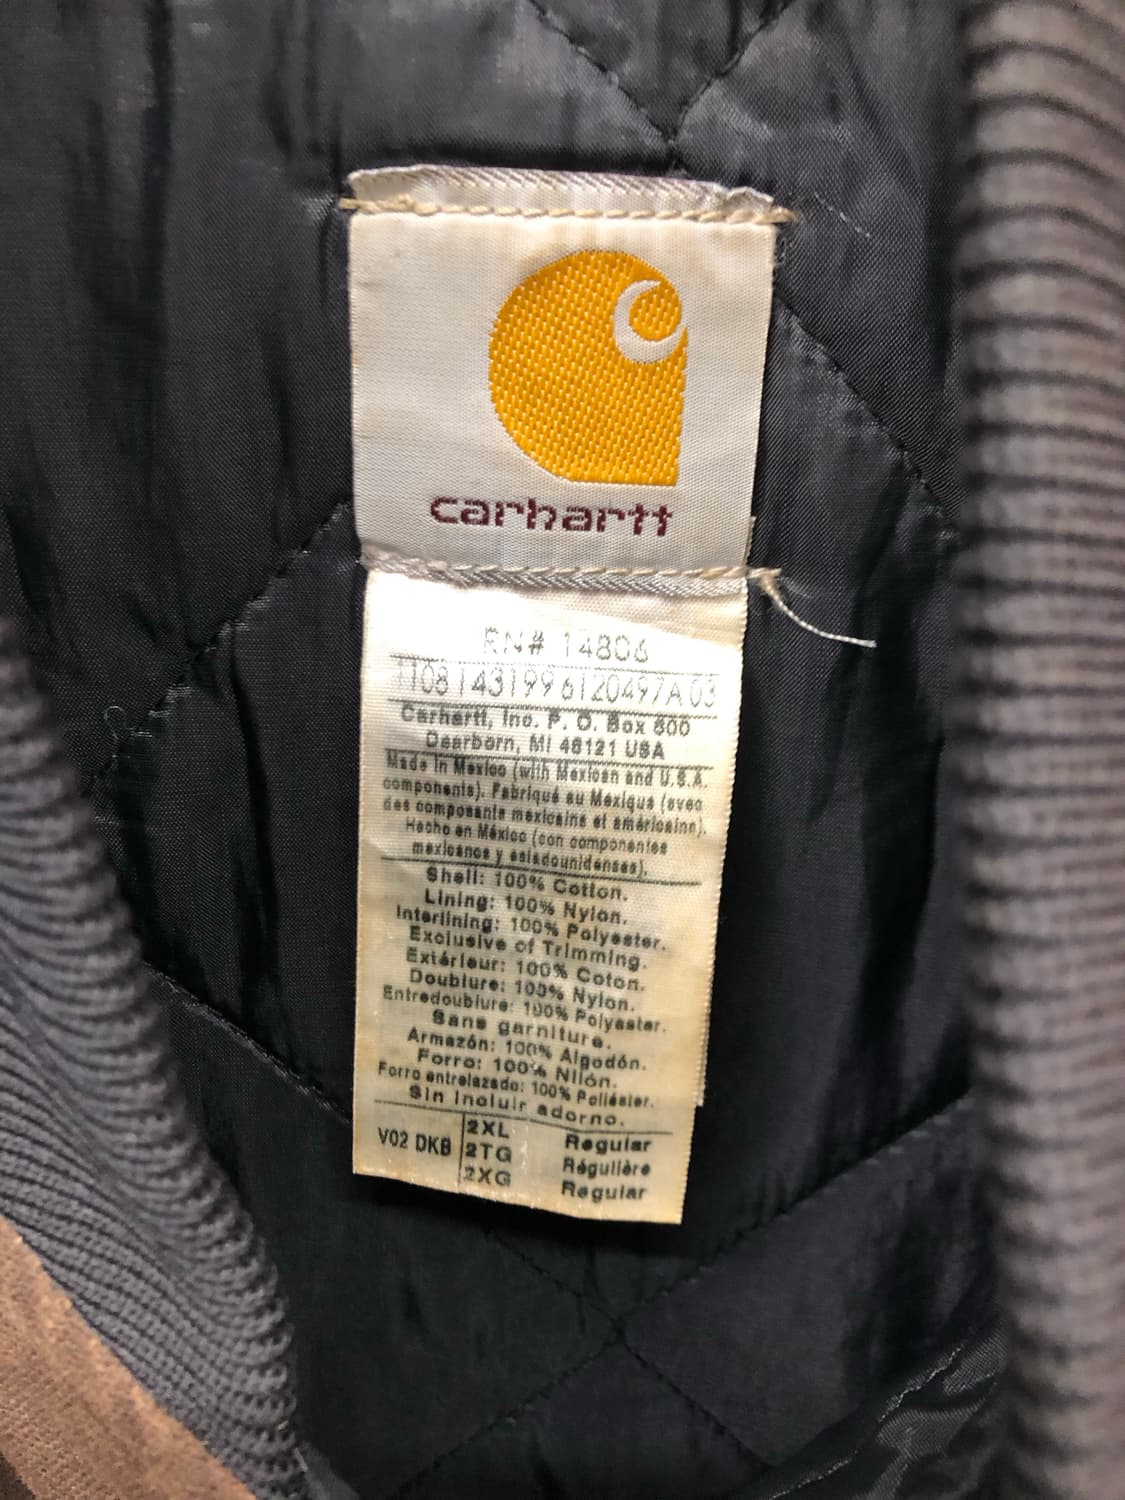 carhartt
RN# 14806
1108 1431996120497A 03
Carhartt, Inc. P. O. Box 600
Dearborn, MI 48121 USA
Made in Mexico (with Mexican and U.S.A.
components). Fabriqué au Mexique (avec
des composants mexicains et américains).
Hecho en México (con componentes
mexicanos y estadounidenses).
Shell: 100% Cotton.
Lining: 100% Nylon.
Interlining: 100% Polyester.
Exclusive of Trimming.
Extérieur: 100% Coton.
Doublure: 100% Nylon.
Entredoublure: 100% Polyester.
Sans garniture.
Armazón: 100% Algodón.
Forro: 100% Nilón.
Forro entrelazado: 100% Poliéster.
Sin incluir adorno.
V02 DKB
2XL Regular
2TG Régulière
2XG Regular